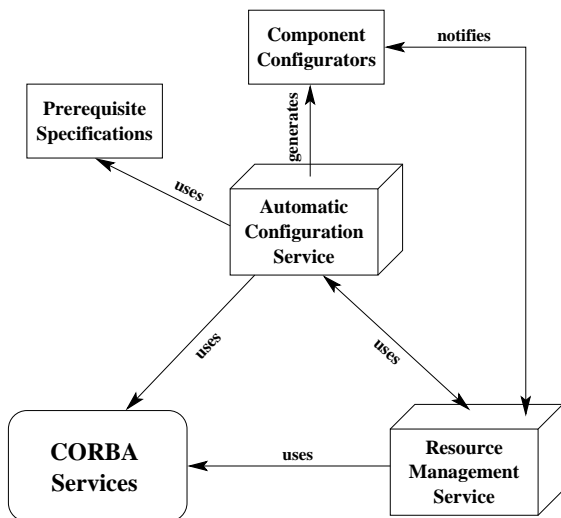 Component
Configurators
notifies
Prerequisite
Specifications
generates
uses
Automatic
Configuration
Service
uses
uses
CORBA
Services
uses
Resource
Management
Service